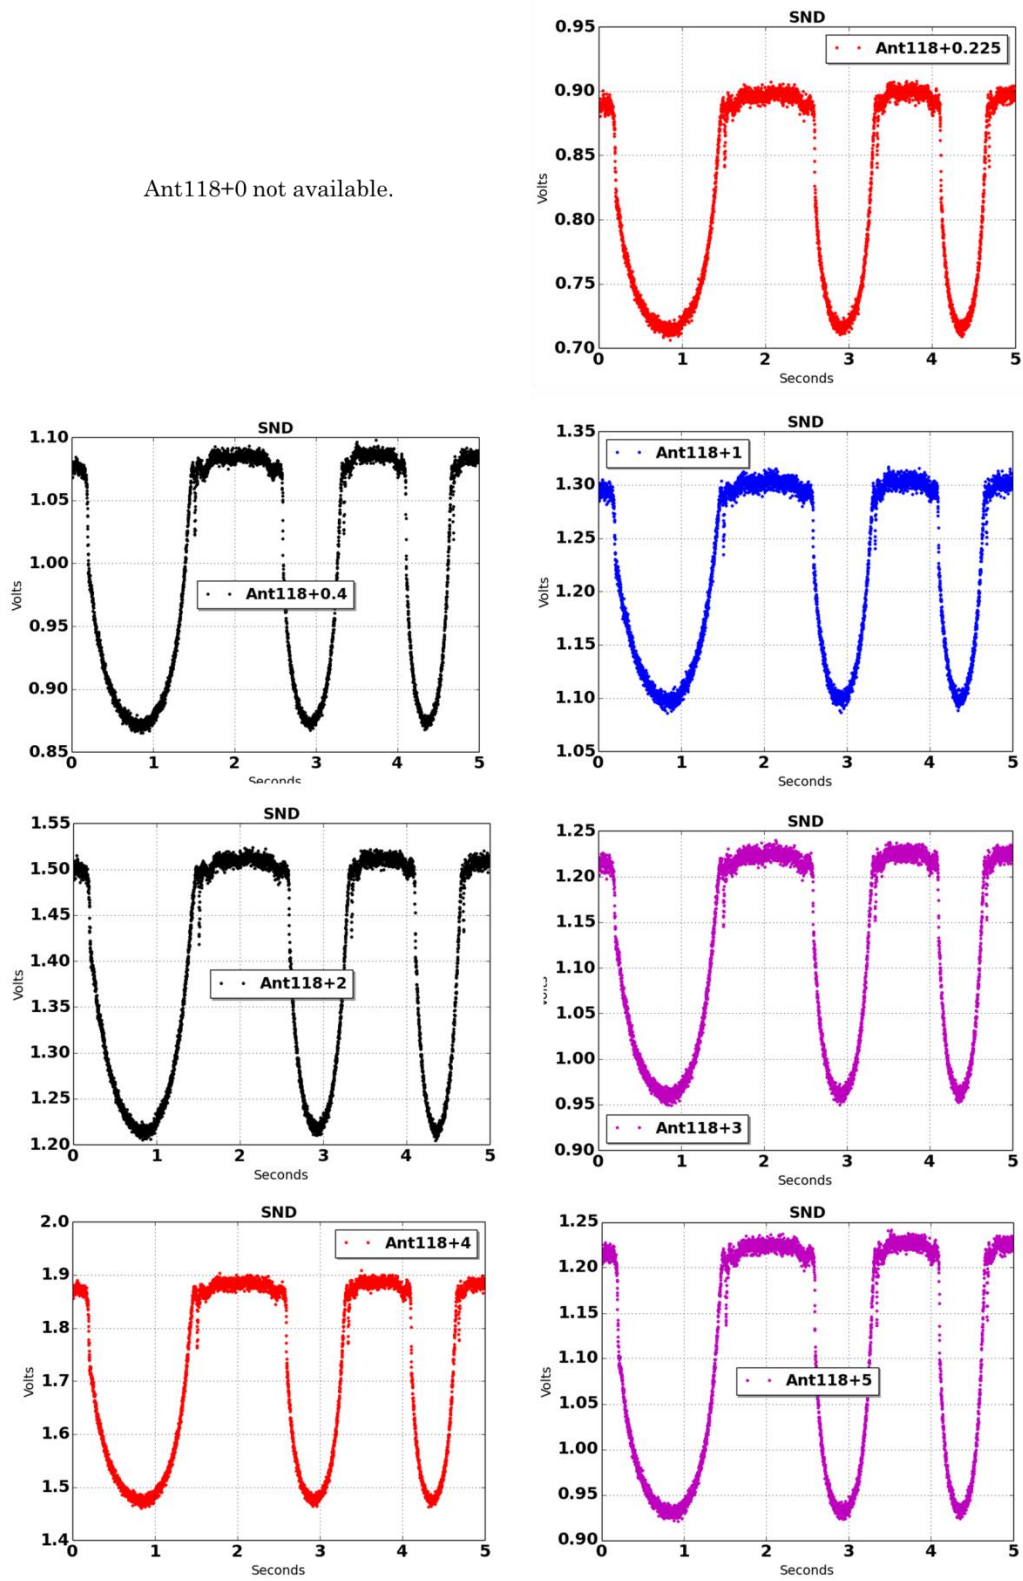 Ant118+0 not available.
SND
Ant118+0.225
0.95
0.90
0.85
0.80
0.75
0.70
Volts
0 1 2 3 4 5
Seconds
SND
Ant118+0.4
1.10
1.05
1.00
0.95
0.90
0.85
Volts
0 1 2 3 4 5
Seconds
SND
Ant118+1
1.35
1.30
1.25
1.20
1.15
1.10
1.05
Volts
0 1 2 3 4 5
Seconds
SND
Ant118+2
1.55
1.50
1.45
1.40
1.35
1.30
1.25
1.20
Volts
0 1 2 3 4 5
Seconds
SND
Ant118+3
1.25
1.20
1.15
1.10
1.05
1.00
0.95
0.90
Volts
0 1 2 3 4 5
Seconds
SND
Ant118+4
2.0
1.9
1.8
1.7
1.6
1.5
1.4
Volts
0 1 2 3 4 5
Seconds
SND
Ant118+5
1.25
1.20
1.15
1.10
1.05
1.00
0.95
0.90
Volts
0 1 2 3 4 5
Seconds